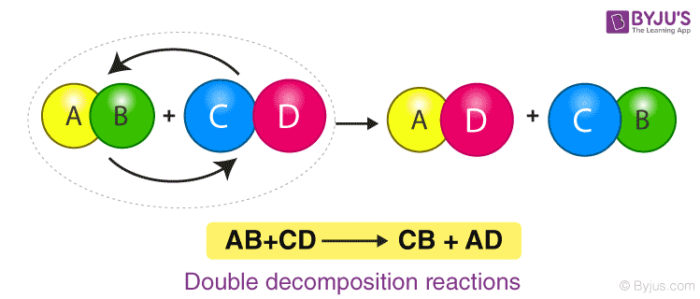 BYJU'S
The Learning App
A B + C D → A D + C B
AB+CD → CB + AD
Double decomposition reactions
© Byjus.com